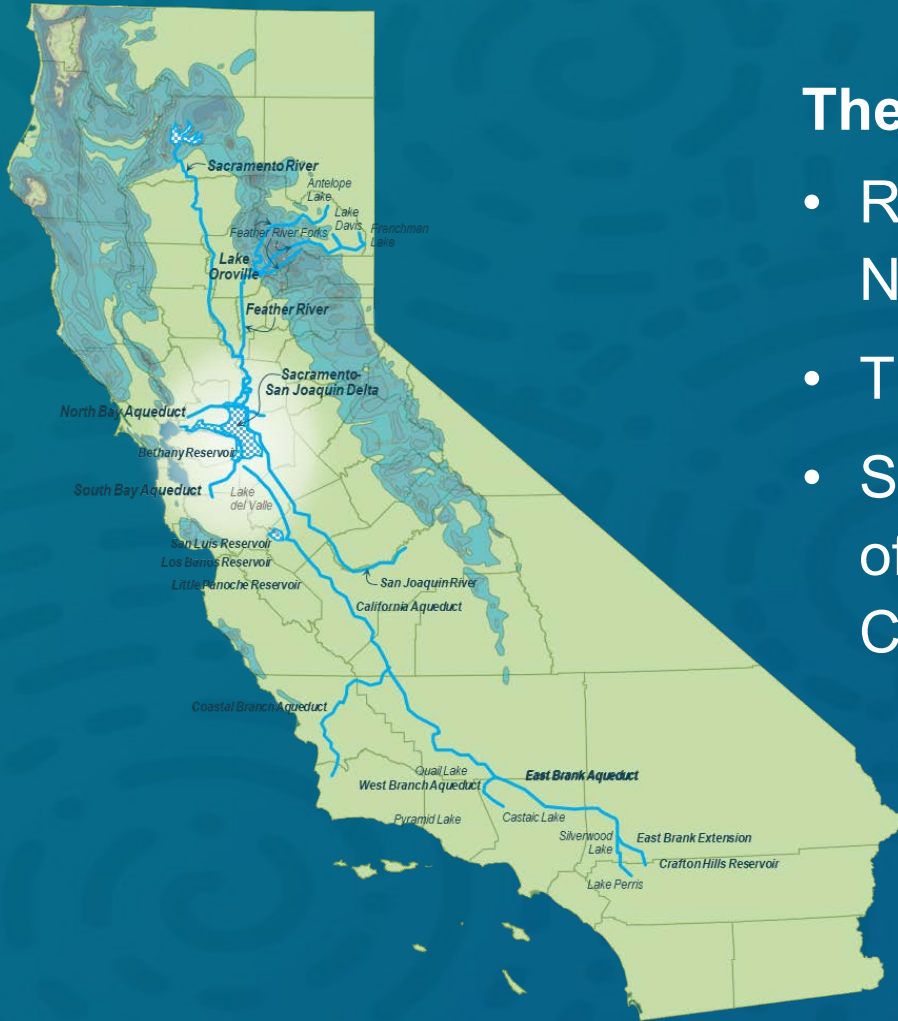 Sacramento River
Antelope
Lake
Lake
Davis
Frenchman
Lake
Feather River Forks
Lake
Oroville
Feather River
Sacramento-
San Joaquin Delta
North Bay Aqueduct
Bethany Reservoir
South Bay Aqueduct
Lake
del Valle
San Luis Reservoir
Los Banos Reservoir
Little Panoche Reservoir
San Joaquin River
California Aqueduct
Coastal Branch Aqueduct
Quail Lake
West Branch Aqueduct
East Brank Aqueduct
Pyramid Lake
Castaic Lake
Silverwood
Lake
East Brank Extension
Crafton Hills Reservoir
Lake Perris
The
• R
N
• T
• S
of
C